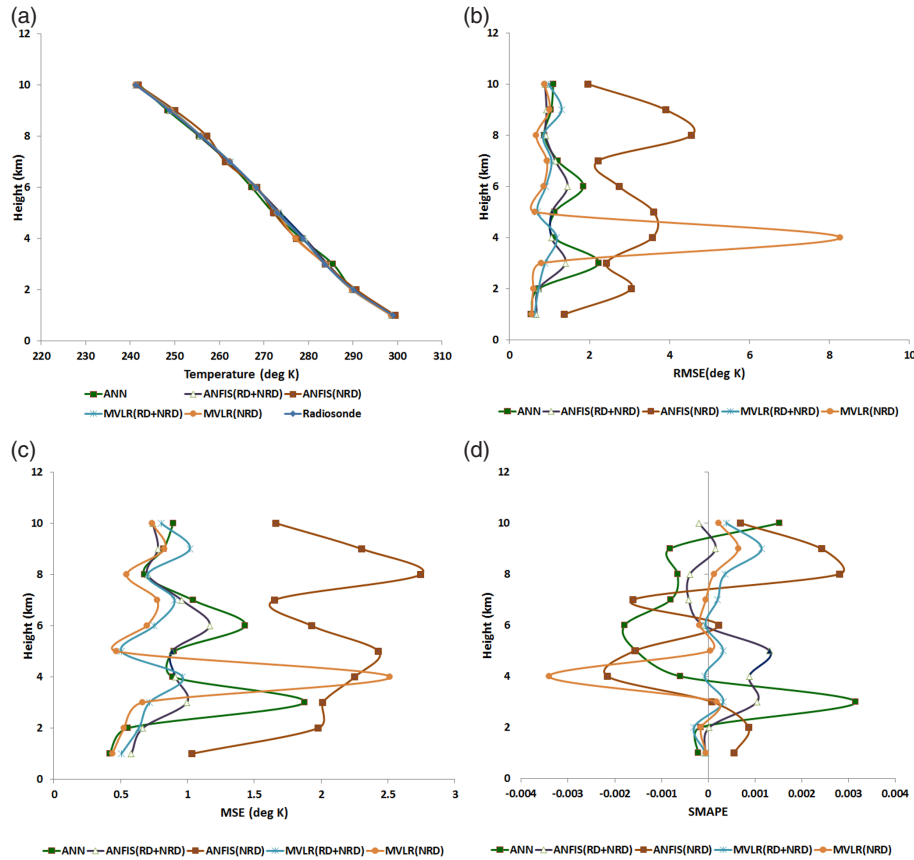 (a)
12
10
8
6
4
2
0
Height (km)
220 230 240 250 260 270 280 290 300 310
Temperature (deg K)
ANN ANFIS(RD+NRD) ANFIS(NRD)
MVLR(RD+NRD) MVLR(NRD) Radiosonde
(b)
12
10
8
6
4
2
0
Height (km)
0 2 4 6 8 10
RMSE(deg K)
ANN ANFIS(RD+NRD) ANFIS(NRD) MVLR(RD+NRD) MVLR(NRD)
(c)
12
10
8
6
4
2
0
Height (km)
0 0.5 1 1.5 2 2.5 3
MSE (deg K)
ANN ANFIS(RD+NRD) ANFIS(NRD) MVLR(RD+NRD) MVLR(NRD)
(d)
12
10
8
6
4
2
0
Height (km)
-0.004 -0.003 -0.002 -0.001 0 0.001 0.002 0.003 0.004
SMAPE
ANN ANFIS(RD+NRD) ANFIS(NRD) MVLR(RD+NRD) MVLR(NRD)